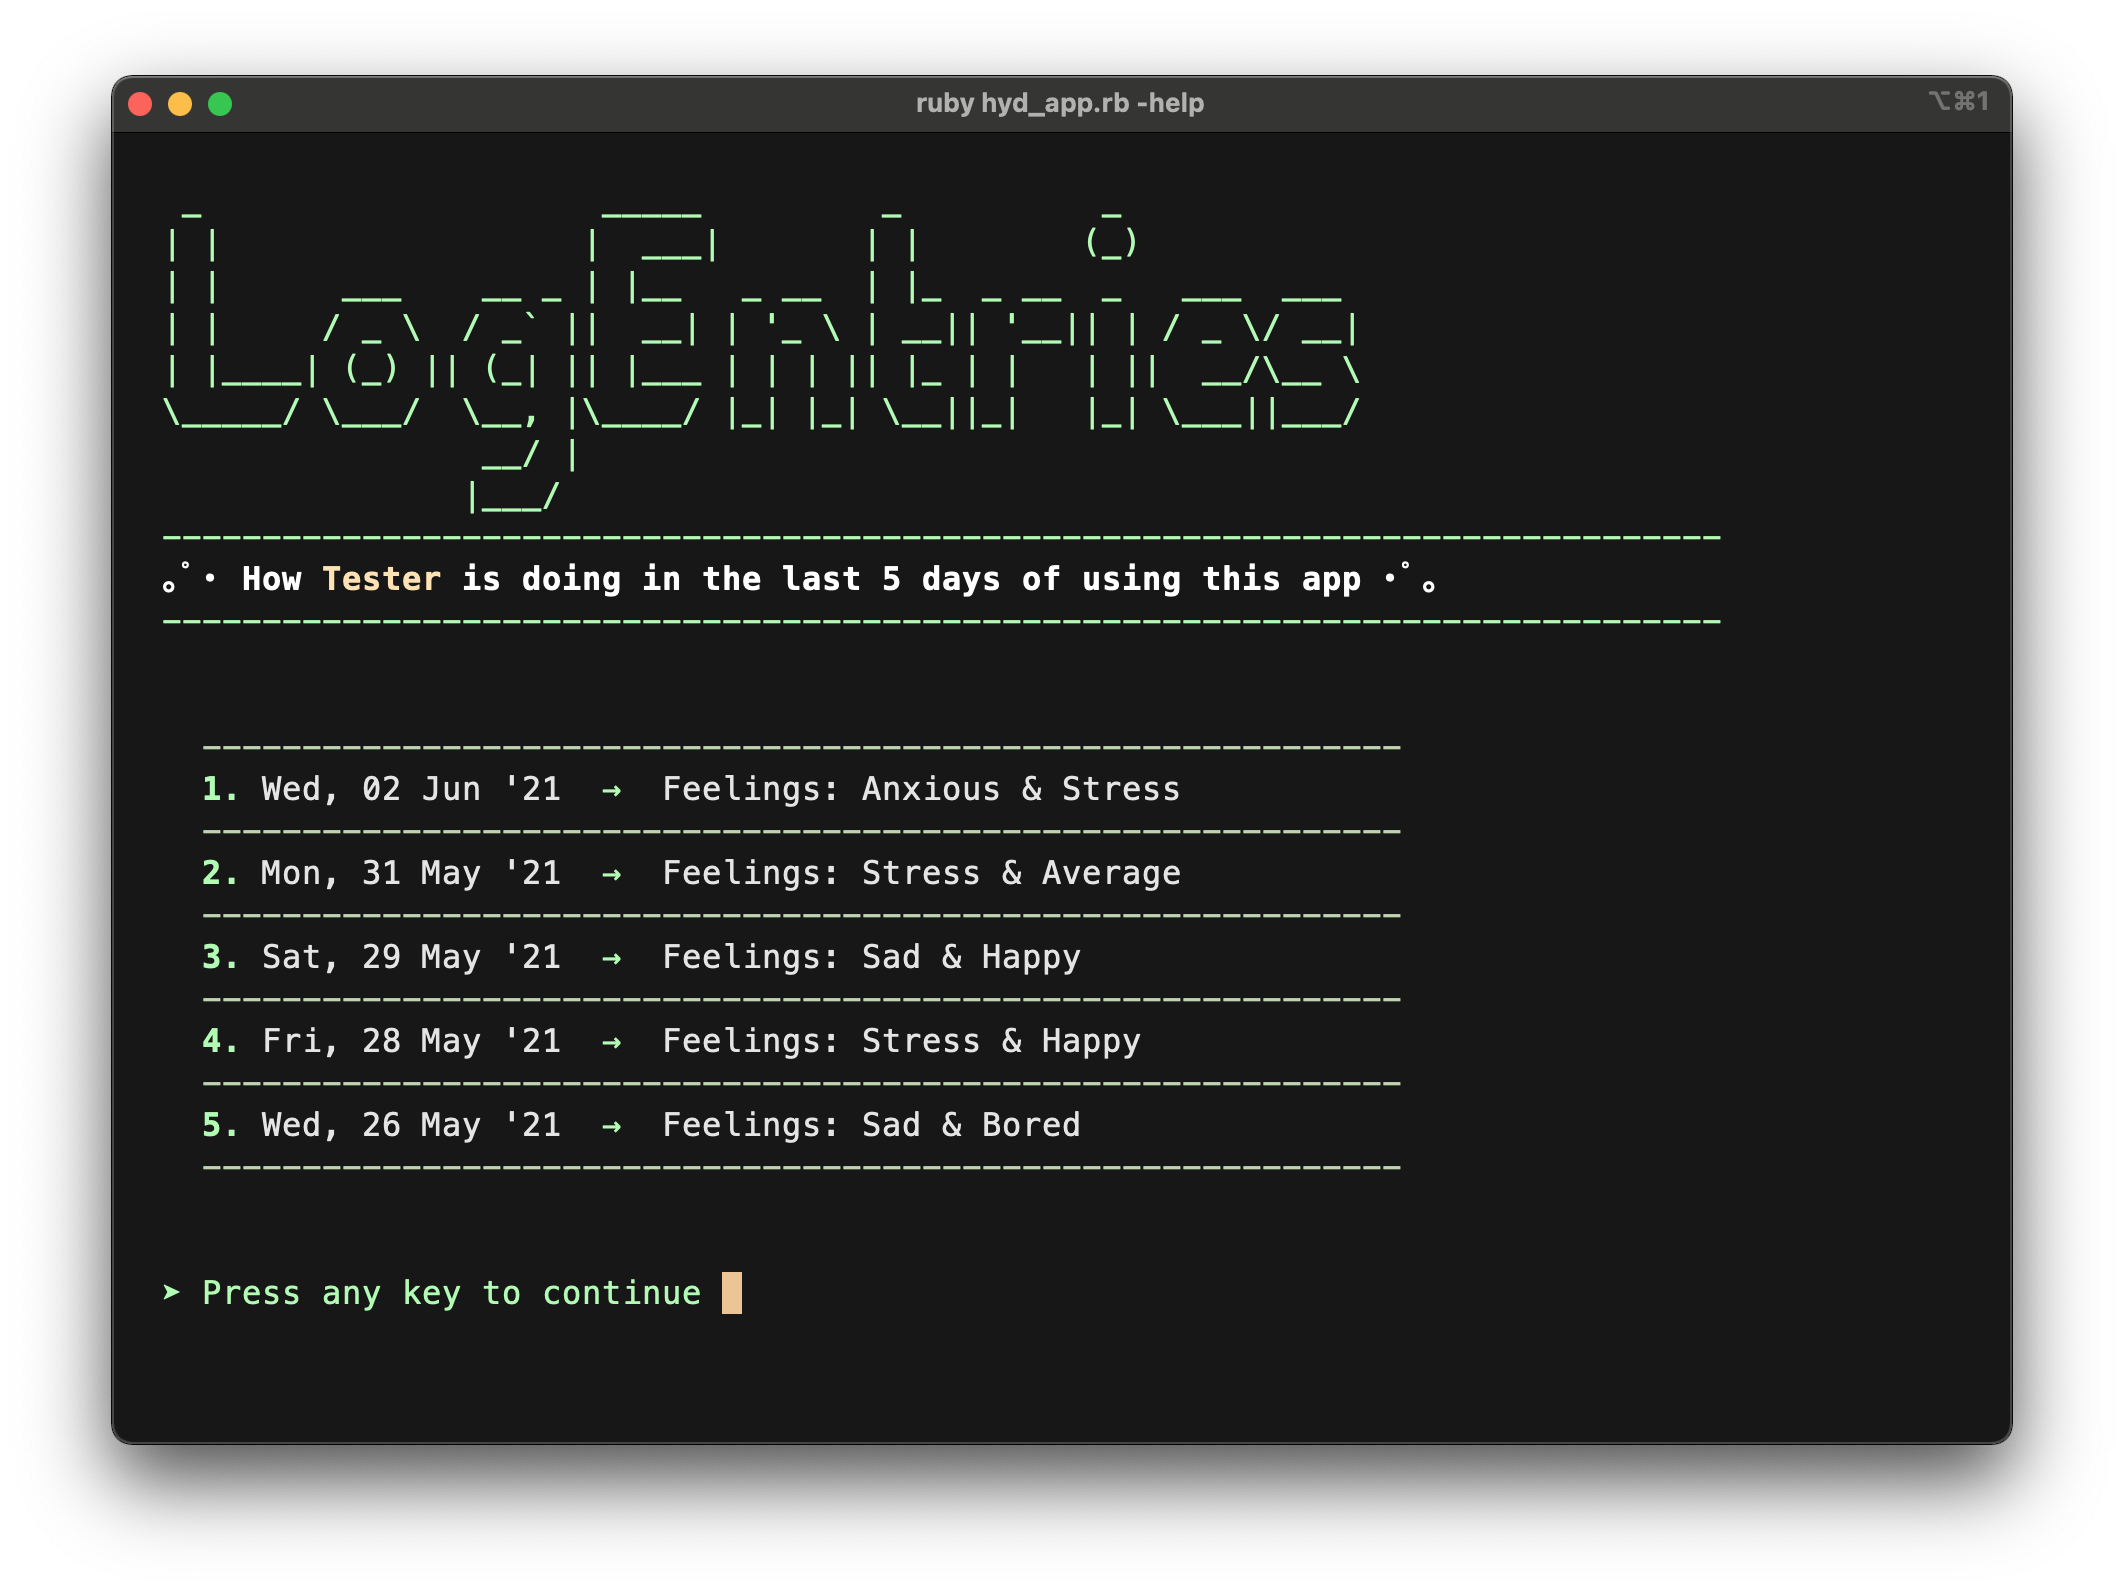 ruby hyd_app.rb -help
⌥⌘1
LogEntries
-----------------------------------------------------------------------------
｡ﾟ･ How Tester is doing in the last 5 days of using this app ･ﾟ｡
-----------------------------------------------------------------------------
------------------------------------------------------------
1. Wed, 02 Jun '21 → Feelings: Anxious & Stress
------------------------------------------------------------
2. Mon, 31 May '21 → Feelings: Stress & Average
------------------------------------------------------------
3. Sat, 29 May '21 → Feelings: Sad & Happy
------------------------------------------------------------
4. Fri, 28 May '21 → Feelings: Stress & Happy
------------------------------------------------------------
5. Wed, 26 May '21 → Feelings: Sad & Bored
------------------------------------------------------------
➤ Press any key to continue